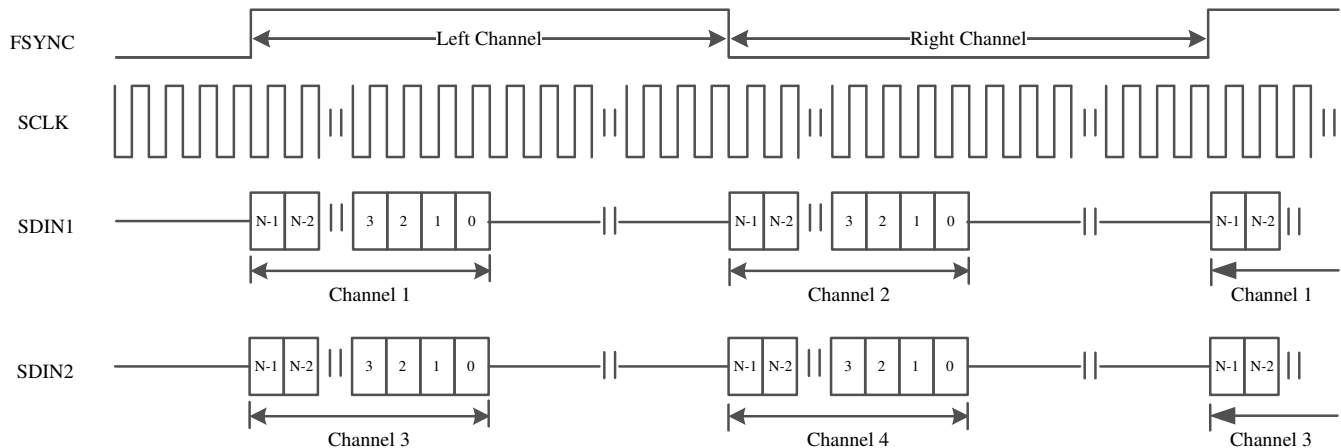 FSYNC
Left Channel
Right Channel
SCLK
SDIN1
N-1 N-2 3 2 1 0 N-1 N-2 3 2 1 0 N-1 N-2
Channel 1 Channel 2 Channel 1
SDIN2
N-1 N-2 3 2 1 0 N-1 N-2 3 2 1 0 N-1 N-2
Channel 3 Channel 4 Channel 3